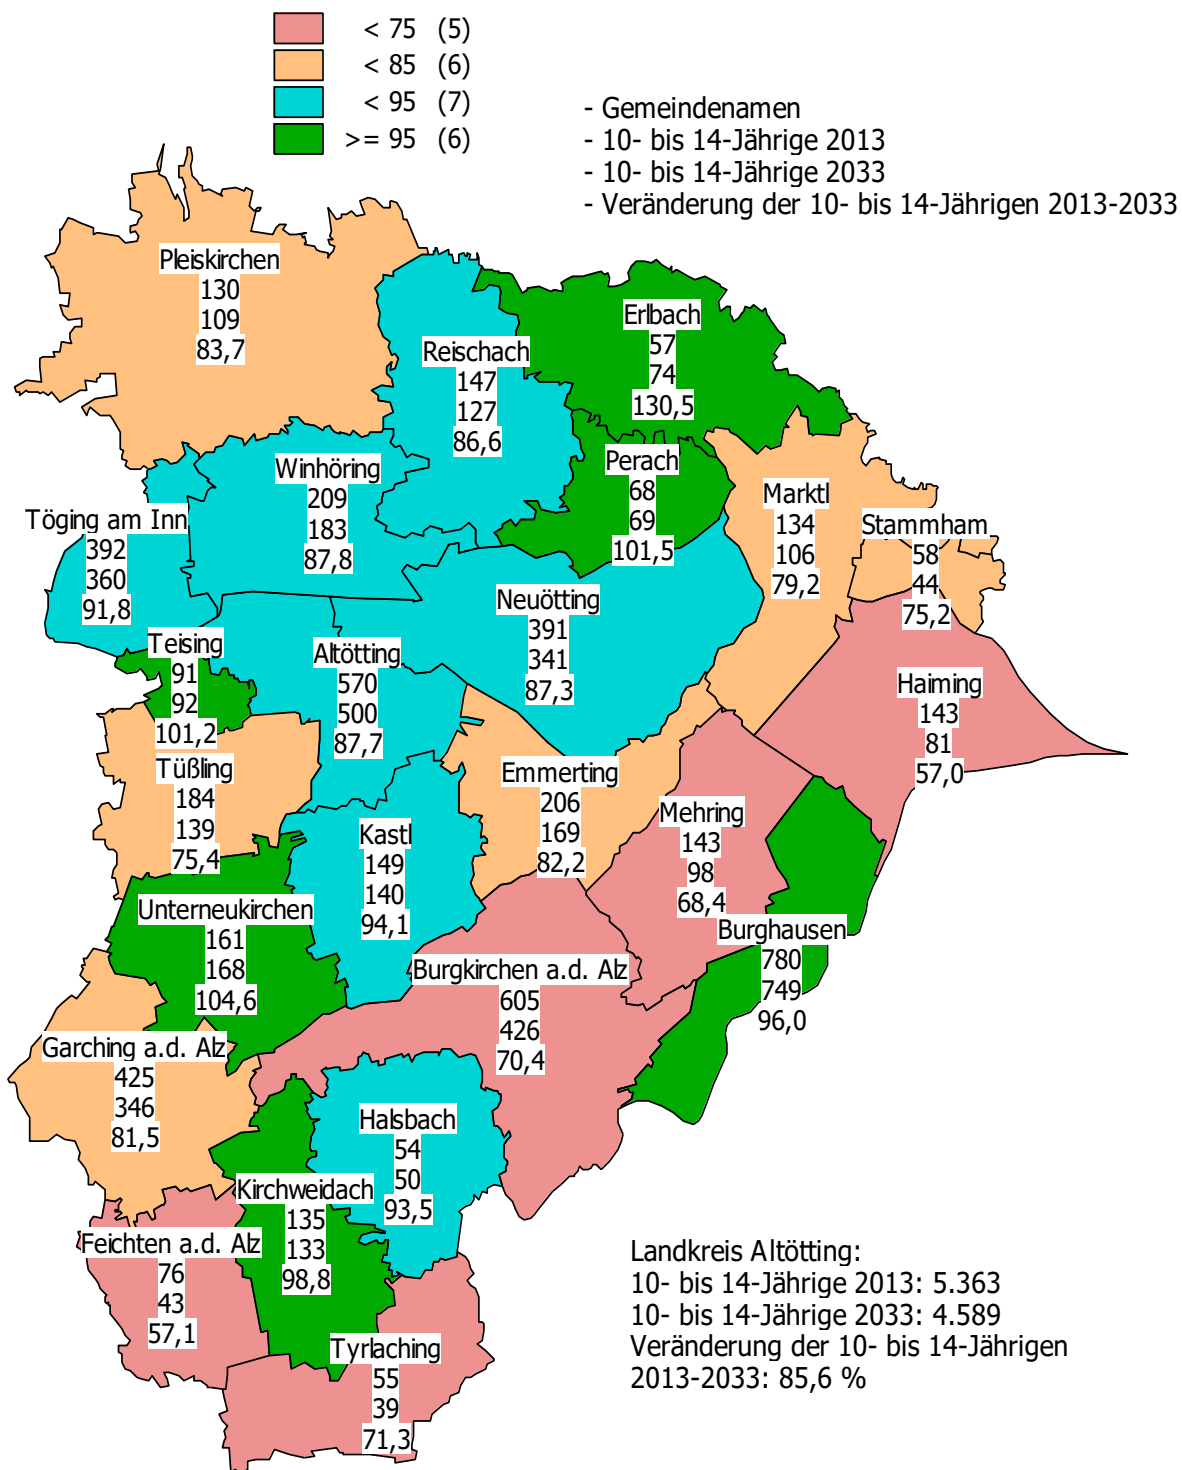 < 75 (5)
< 85 (6)
< 95 (7)
>= 95 (6)
- Gemeindenamen
- 10- bis 14-Jährige 2013
- 10- bis 14-Jährige 2033
- Veränderung der 10- bis 14-Jährigen 2013-2033
Pleiskirchen
130
109
83,7
Reischach
147
127
86,6
Erlbach
57
74
130,5
Winhöring
209
183
87,8
Perach
68
69
101,5
Marktl
134
106
79,2
Stammham
58
44
75,2
Töging am Inn
392
360
91,8
Neuötting
391
341
87,3
Teising
91
92
101,2
Altötting
570
500
87,7
Haiming
143
81
57,0
Tüßling
184
139
75,4
Emmerting
206
169
82,2
Mehring
143
98
68,4
Kastl
149
140
94,1
Unterneukirchen
161
168
104,6
Burghausen
780
749
96,0
Burgkirchen a.d. Alz
605
426
70,4
Garching a.d. Alz
425
346
81,5
Halsbach
54
50
93,5
Kirchweidach
135
133
98,8
Feichten a.d. Alz
76
43
57,1
Tyrlaching
55
39
71,3
Landkreis Altötting:
10- bis 14-Jährige 2013: 5.363
10- bis 14-Jährige 2033: 4.589
Veränderung der 10- bis 14-Jährigen
2013-2033: 85,6 %